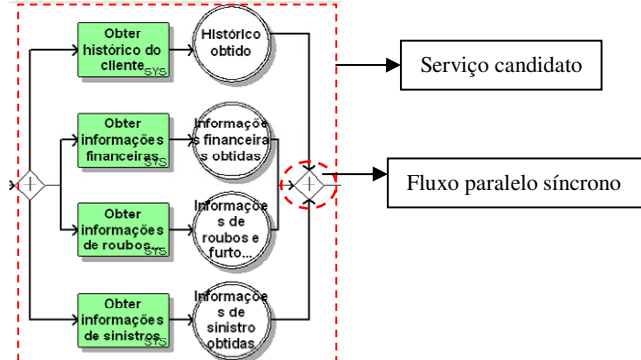 Obter
histórico do
cliente
SYS
Histórico
obtido
Serviço candidato
Obter
informações
financeiras
SYS
Informaçõe
s financeira
s obtidas
Fluxo paralelo síncrono
Obter
informações
de roubos...
SYS
Informaçõe
s de
roubos e
furto...
Obter
informações
de sinistros
SYS
Informaçõe
s de
sinistro
obtidas